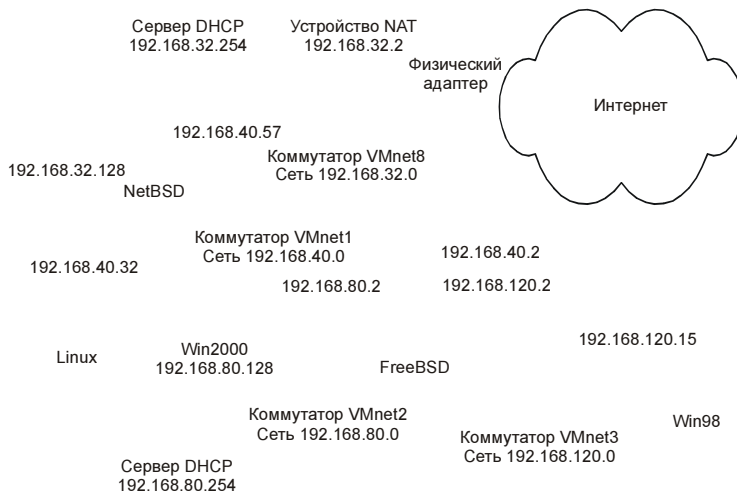 Сервер DHCP
192.168.32.254
Устройство NAT
192.168.32.2
Физический
адаптер
Интернет
192.168.40.57
Коммутатор VMnet8
Сеть 192.168.32.0
192.168.32.128
NetBSD
Коммутатор VMnet1
Сеть 192.168.40.0
192.168.40.2
192.168.40.32
192.168.80.2
192.168.120.2
192.168.120.15
Linux
Win2000
192.168.80.128
FreeBSD
Коммутатор VMnet2
Сеть 192.168.80.0
Win98
Коммутатор VMnet3
Сеть 192.168.120.0
Сервер DHCP
192.168.80.254